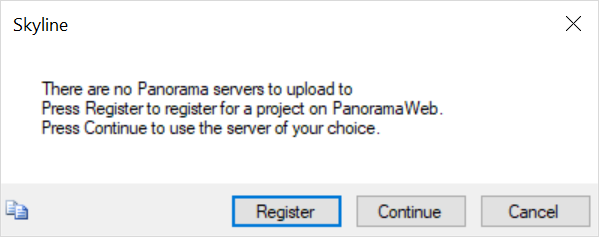 Skyline
There are no Panorama servers to upload to
Press Register to register for a project on PanoramaWeb.
Press Continue to use the server of your choice.
Register
Continue
Cancel